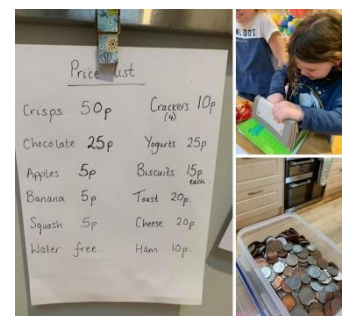 Price List
Crisps 50p
Chocolate 25p
Apples 5p
Banana 5p
Squash 5p
Water free
Crackers 10p
(4)
Yogurts 25p
Biscuits 15p
each
Toast 20p
Cheese 20p
Ham 10p